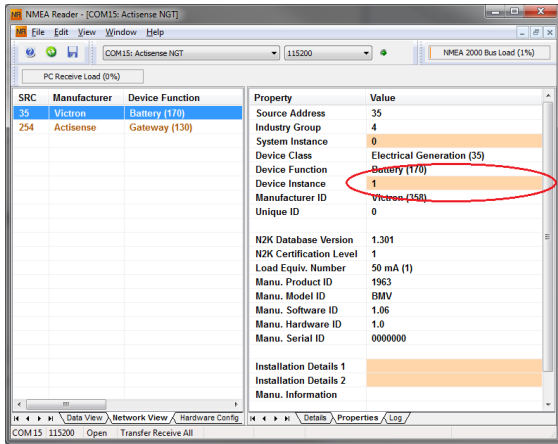 NMEA Reader - [COM15: Actisense NGT]
File Edit View Window Help
COM15: Actisense NGT 115200 NMEA 2000 Bus Load (1%)
PC Receive Load (0%)
SRC Manufacturer Device Function
35 Victron Battery (170)
254 Actisense Gateway (130)
Property Value
Source Address 35
Industry Group 4
System Instance 0
Device Class Electrical Generation (35)
Device Function Battery (170)
Device Instance 1
Manufacturer ID Victron (358)
Unique ID 0
N2K Database Version 1.301
N2K Certification Level 1
Load Equiv. Number 50 mA (1)
Manu. Product ID 1963
Manu. Model ID BMV
Manu. Software ID 1.06
Manu. Hardware ID 1.0
Manu. Serial ID 0000000
Installation Details 1
Installation Details 2
Manu. Information
Data View Network View Hardware Config
Details Properties Log
COM 15 115200 Open Transfer Receive All